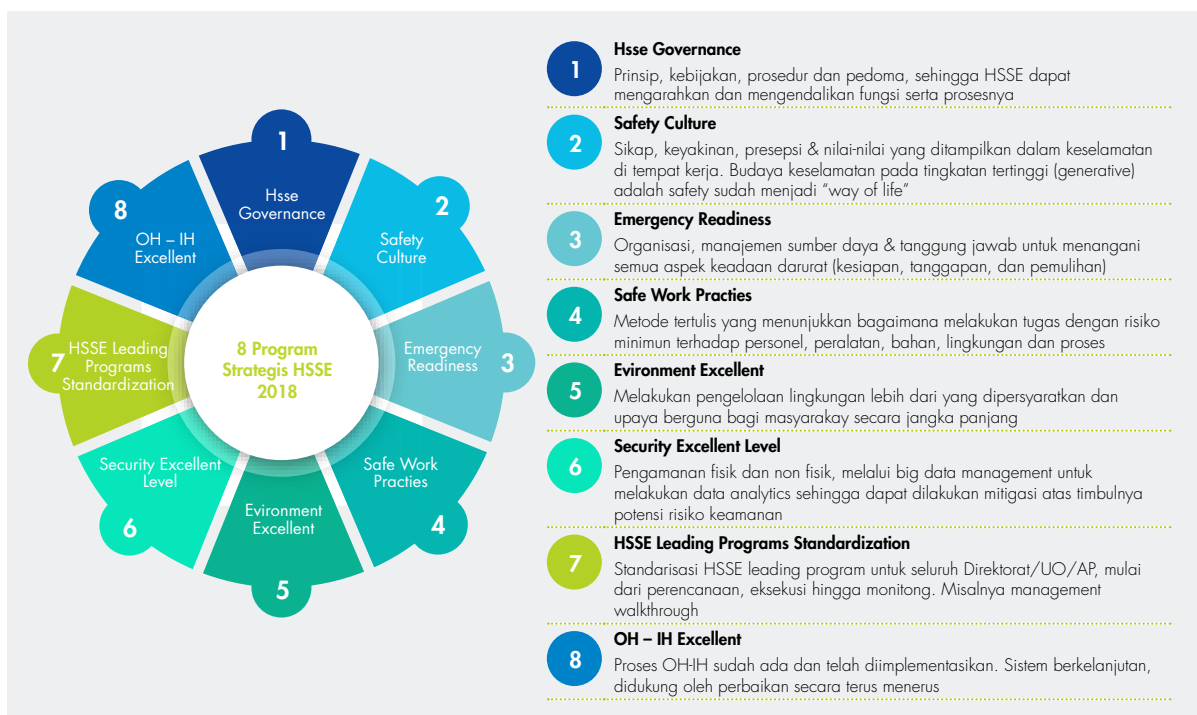 1
Hsse
Governance
2
Safety
Culture
Emergency
Readiness
3
Safe Work
Practies
4
Evironment
Excellent
5
Security Excellent
Level
6
7
HSSE Leading
Programs
Standardization
8
OH – IH
Excellent
8 Program
Strategis HSSE
2018
1
Hsse Governance
Prinsip, kebijakan, prosedur dan pedoma, sehingga HSSE dapat
mengarahkan dan mengendalikan fungsi serta prosesnya
2
Safety Culture
Sikap, keyakinan, presepsi & nilai-nilai yang ditampilkan dalam keselamatan
di tempat kerja. Budaya keselamatan pada tingkatan tertinggi (generative)
adalah safety sudah menjadi “way of life”
3
Emergency Readiness
Organisasi, manajemen sumber daya & tanggung jawab untuk menangani
semua aspek keadaan darurat (kesiapan, tanggapan, dan pemulihan)
4
Safe Work Practies
Metode tertulis yang menunjukkan bagaimana melakukan tugas dengan risiko
minimun terhadap personel, peralatan, bahan, lingkungan dan proses
5
Evironment Excellent
Melakukan pengelolaan lingkungan lebih dari yang dipersyaratkan dan
upaya berguna bagi masyarakay secara jangka panjang
6
Security Excellent Level
Pengamanan fisik dan non fisik, melalui big data management untuk
melakukan data analytics sehingga dapat dilakukan mitigasi atas timbulnya
potensi risiko keamanan
7
HSSE Leading Programs Standardization
Standarisasi HSSE leading program untuk seluruh Direktorat/UO/AP, mulai
dari perencanaan, eksekusi hingga monitong. Misalnya management
walkthrough
8
OH – IH Excellent
Proses OH-IH sudah ada dan telah diimplementasikan. Sistem berkelanjutan,
didukung oleh perbaikan secara terus menerus